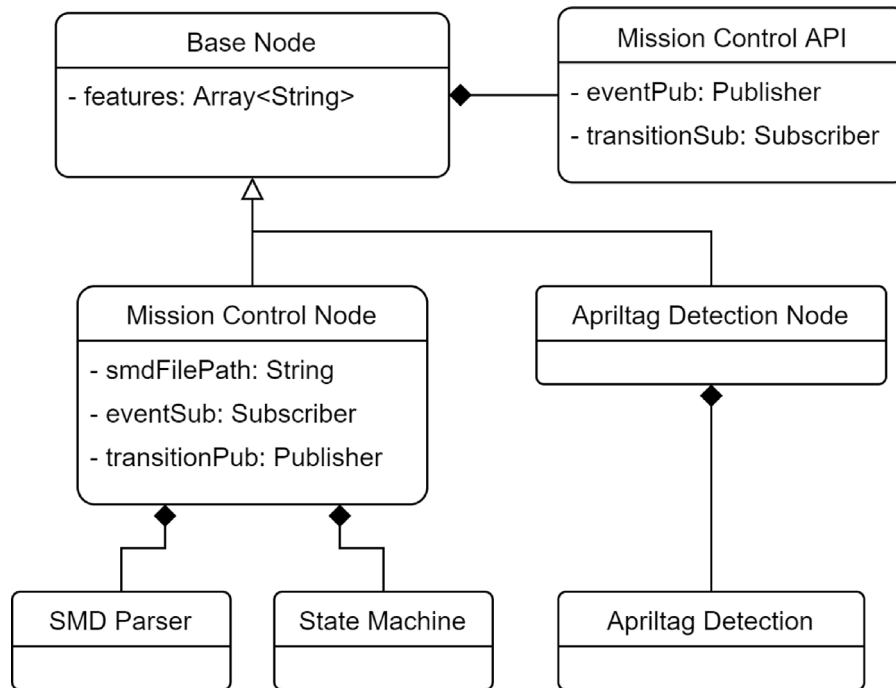 Base Node
- features: Array<String>
Mission Control API
- eventPub: Publisher
- transitionSub: Subscriber
Mission Control Node
- smdFilePath: String
- eventSub: Subscriber
- transitionPub: Publisher
Apriltag Detection Node
SMD Parser
State Machine
Apriltag Detection